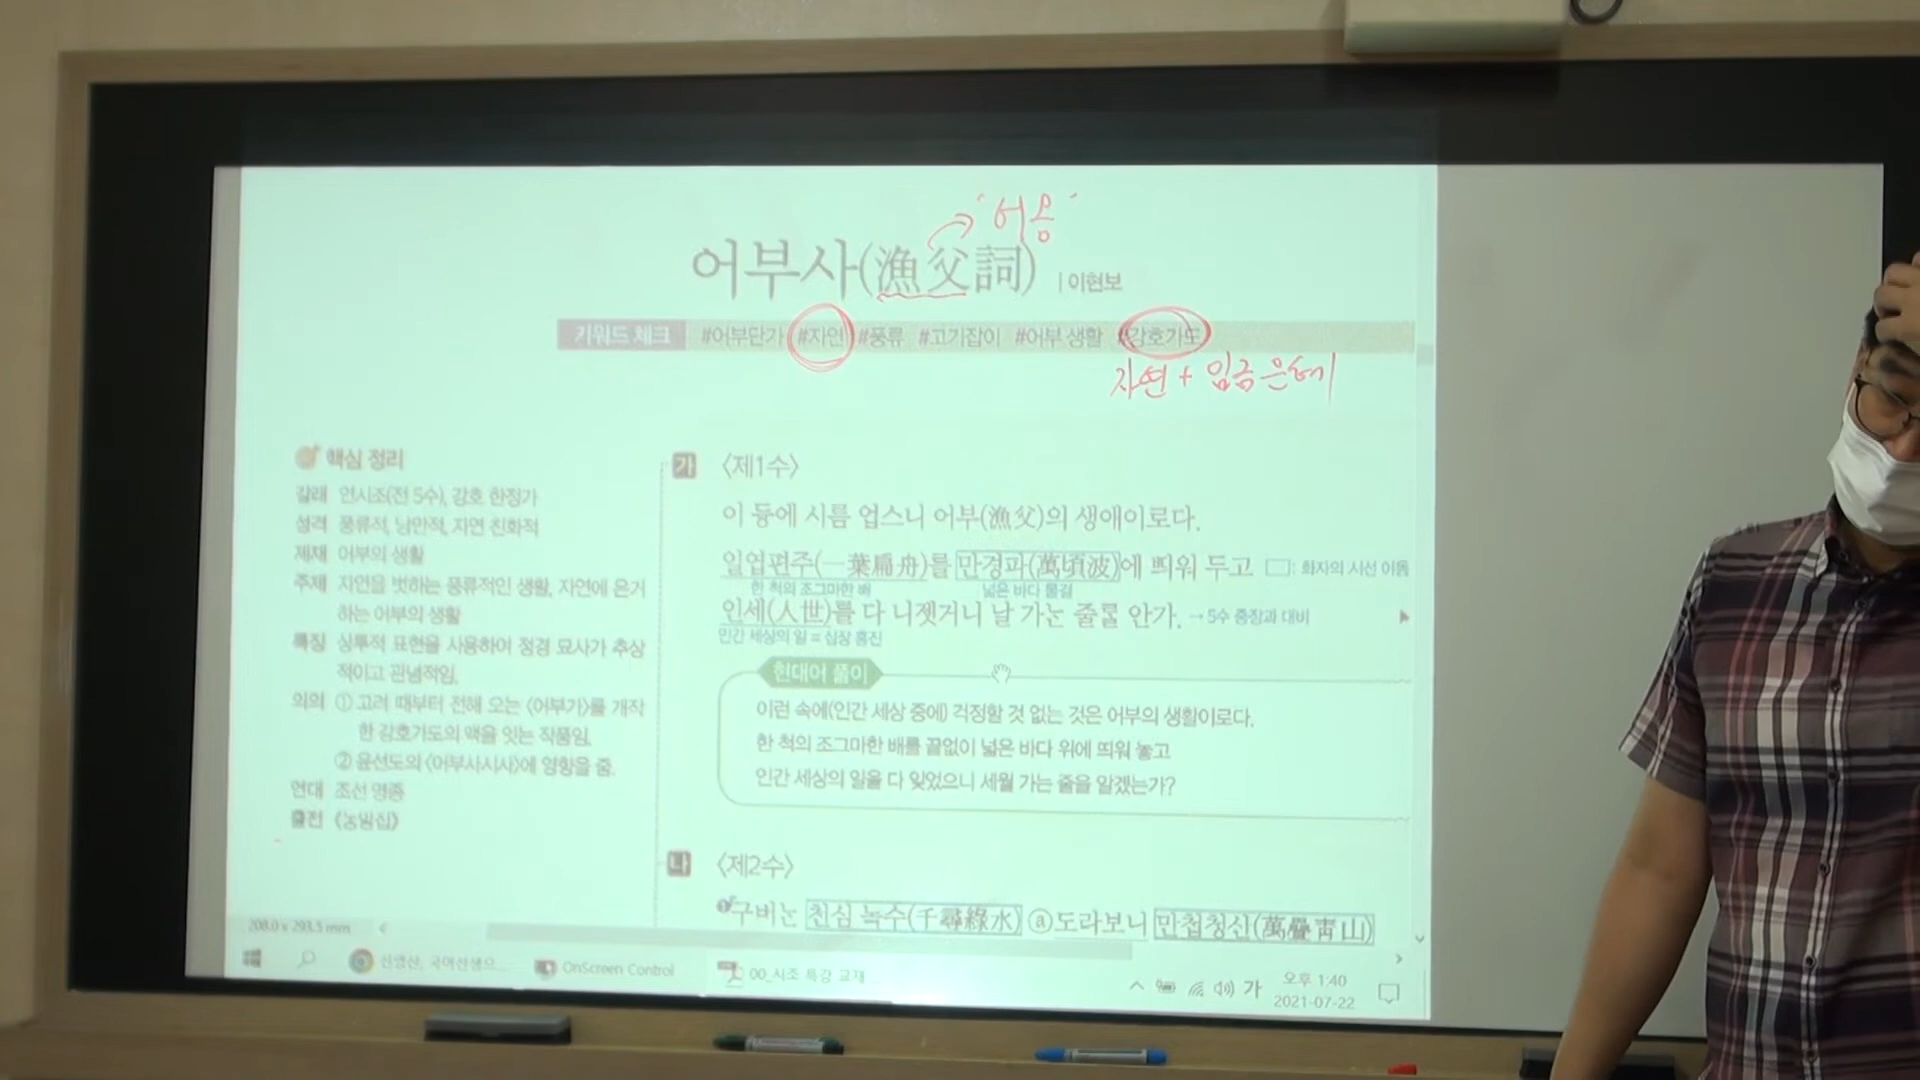 '어옹'
어부사(漁父詞) | 이현보
키워드 체크 #어부단가 #자연 #풍류 #고기잡이 #어부 생활 #강호가도
자연 + 임금은혜
핵심 정리
갈래 연시조(전 5수), 강호 한정가
성격 풍류적, 낭만적, 자연 친화적
제재 어부의 생활
주제 자연을 벗하는 풍류적인 생활, 자연에 은거
하는 어부의 생활
특징 상투적 표현을 사용하여 정경 묘사가 추상
적이고 관념적임.
의의 ① 고려 때부터 전해 오는 〈어부가〉를 개작
한 강호가도의 맥을 잇는 작품임.
② 윤선도의 〈어부사시사〉에 영향을 줌.
연대 조선 명종
출전 《농암집》
가 〈제1수〉
이 듕에 시름 업스니 어부(漁父)의 생애이로다.
일엽편주(一葉扁舟)를 만경파(萬頃波)에 띄워 두고 □: 화자의 시선 이동
한 척의 조그마한 배 넓은 바다 물결
인세(人世)를 다 니젯거니 날 가는 줄를 안가. → 5수 중장과 대비
인간 세상의 일 = 십장 홍진
현대어 풀이
이런 속에(인간 세상 중에) 걱정할 것 없는 것은 어부의 생활이로다.
한 척의 조그마한 배를 끝없이 넓은 바다 위에 띄워 놓고
인간 세상의 일을 다 잊었으니 세월 가는 줄을 알겠는가?
나 〈제2수〉
구버는 천심 녹수(千尋綠水) ⓐ도라보니 만첩청산(萬疊靑山)
208.0 x 293.5 mm
OnScreen Control
00_시조 특강 교재
가
오후 1:40
2021-07-22